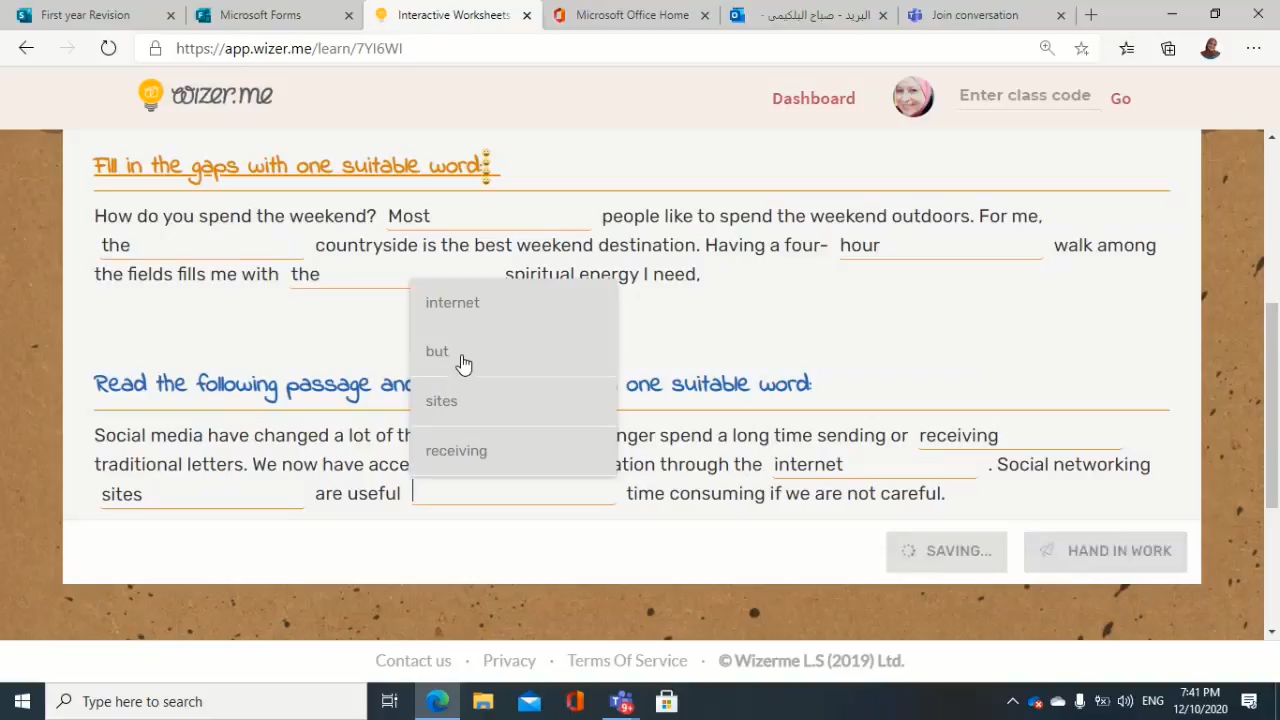 First year Revision
Microsoft Forms
Interactive Worksheets
Microsoft Office Home
البريد - صباح البلكيمي -
Join conversation
https://app.wizer.me/learn/7YI6WI
wizer.me
Dashboard
Enter class code
Go
Fill in the gaps with one suitable word:
How do you spend the weekend? Most people like to spend the weekend outdoors. For me,
the countryside is the best weekend destination. Having a four- hour walk among
the fields fills me with the spiritual energy I need,
internet
but
sites
receiving
Read the following passage and one suitable word:
Social media have changed a lot of th nger spend a long time sending or receiving
traditional letters. We now have acce ation through the internet . Social networking
sites are useful time consuming if we are not careful.
SAVING...
HAND IN WORK
Contact us · Privacy · Terms Of Service · © Wizerme L.S (2019) Ltd.
Type here to search
9+
ENG
7:41 PM
12/10/2020